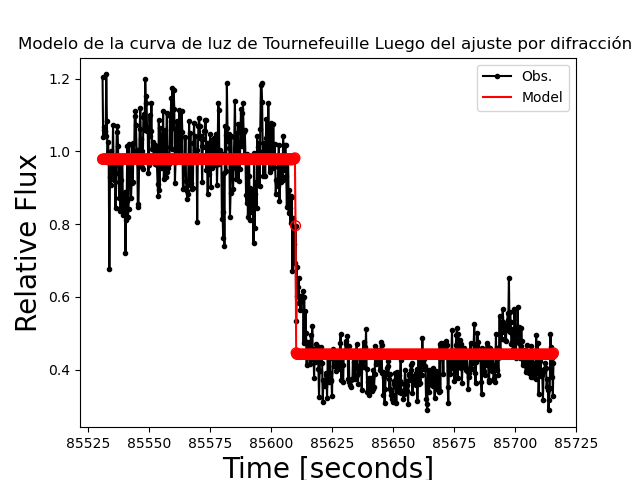 Modelo de la curva de luz de Tournefeuille Luego del ajuste por difracción
Obs.
Model
Relative Flux
1.2
1.0
0.8
0.6
0.4
85525 85550 85575 85600 85625 85650 85675 85700 85725
Time [seconds]